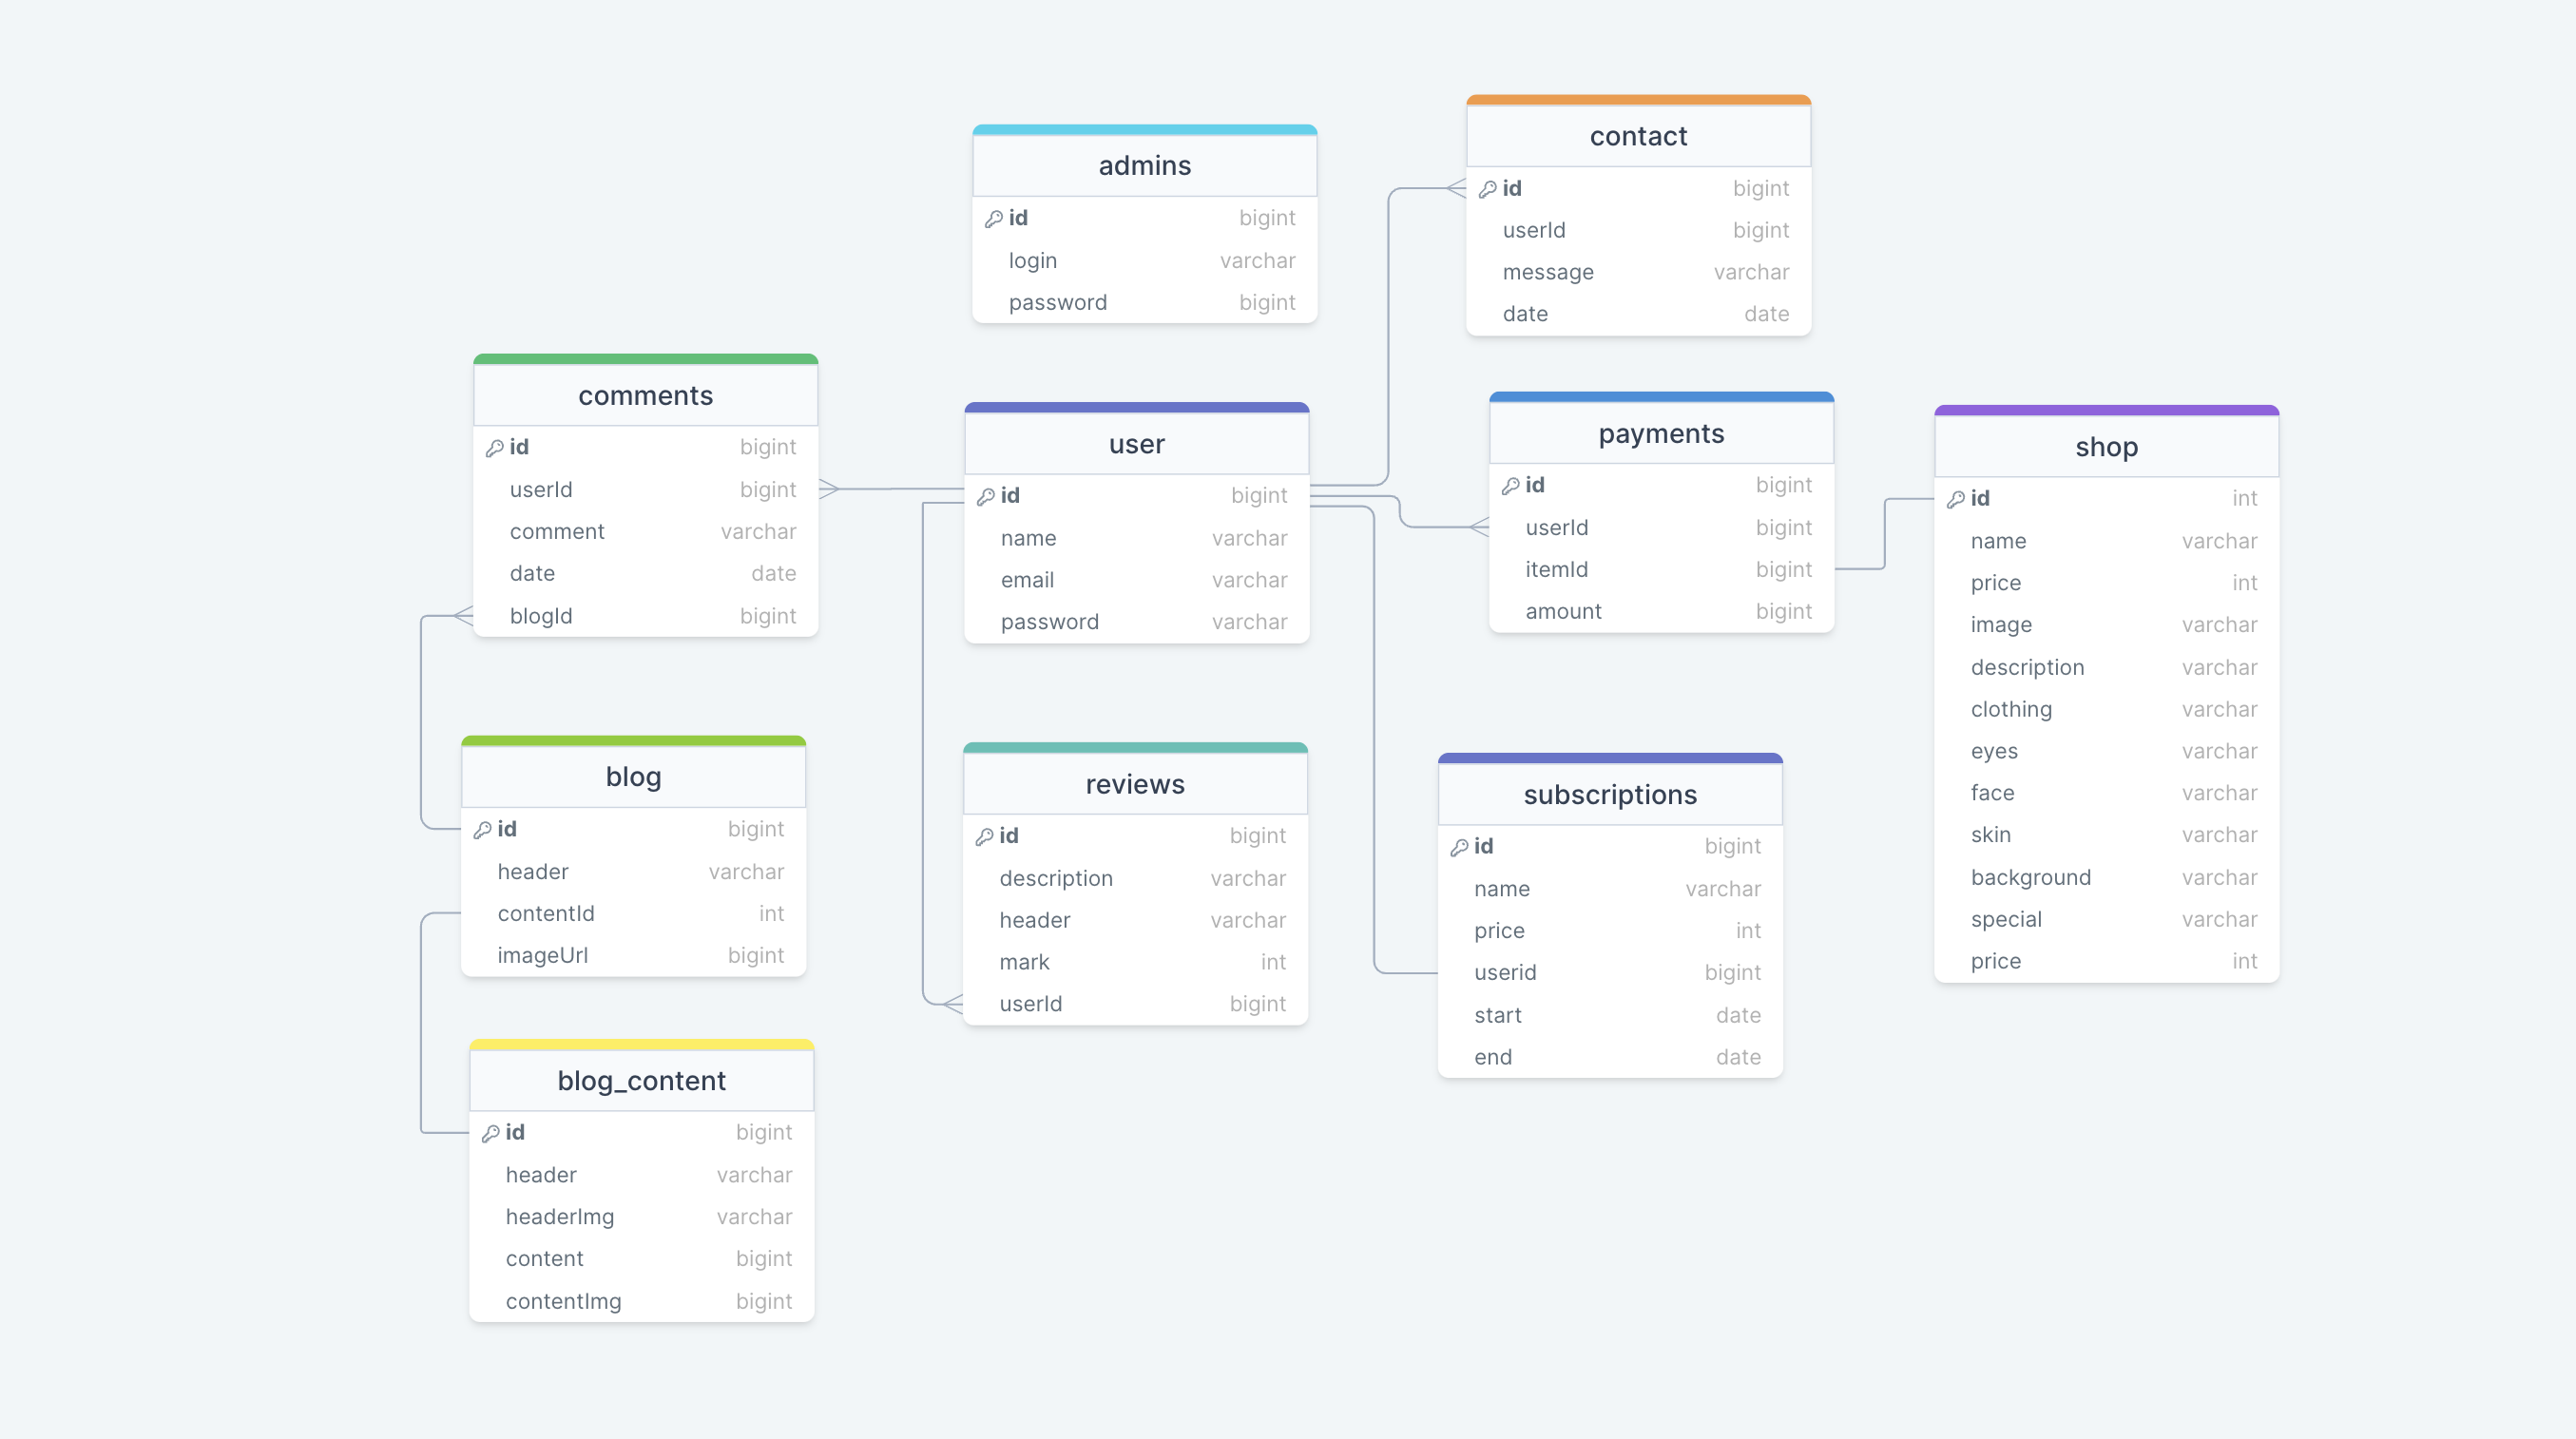 admins
id bigint
login varchar
password bigint
contact
id bigint
userId bigint
message varchar
date date
comments
id bigint
userId bigint
comment varchar
date date
blogId bigint
user
id bigint
name varchar
email varchar
password varchar
payments
id bigint
userId bigint
itemId bigint
amount bigint
shop
id int
name varchar
price int
image varchar
description varchar
clothing varchar
eyes varchar
face varchar
skin varchar
background varchar
special varchar
price int
blog
id bigint
header varchar
contentId int
imageUrl bigint
reviews
id bigint
description varchar
header varchar
mark int
userId bigint
subscriptions
id bigint
name varchar
price int
userid bigint
start date
end date
blog_content
id bigint
header varchar
headerImg varchar
content bigint
contentImg bigint